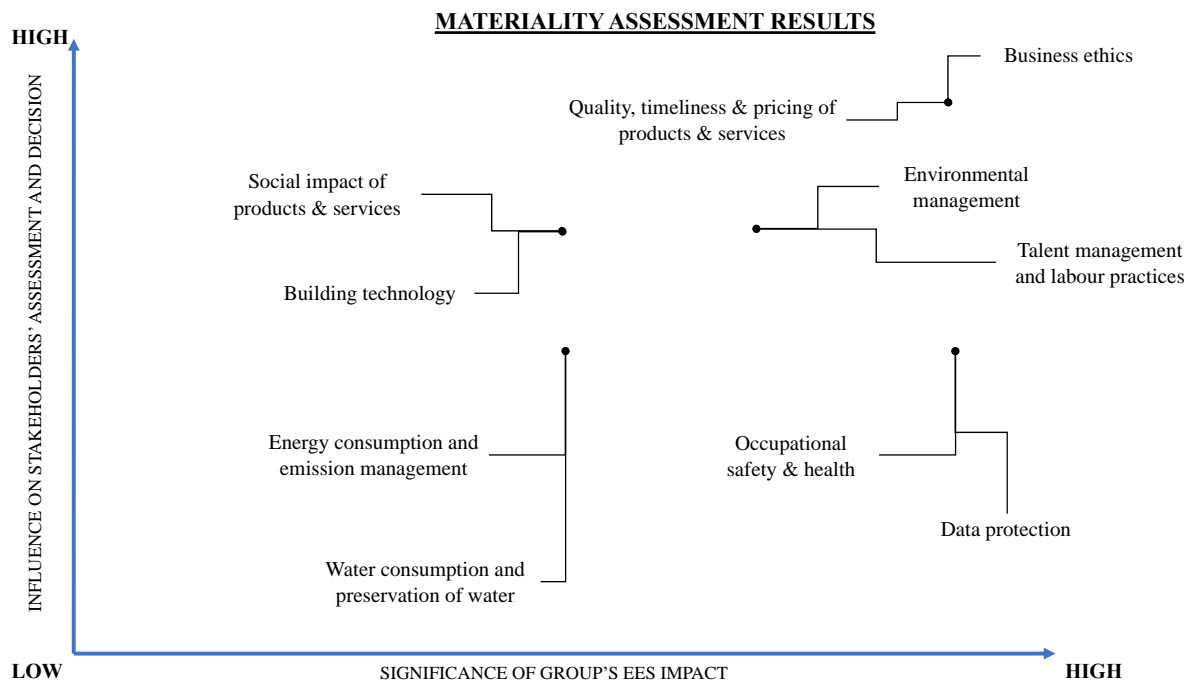 MATERIALITY ASSESSMENT RESULTS
HIGH
Business ethics
Quality, timeliness & pricing of
products & services
Social impact of
products & services
Environmental
management
Talent management
and labour practices
Building technology
INFLUENCE ON STAKEHOLDERS’ ASSESSMENT AND DECISION
Energy consumption and
emission management
Occupational
safety & health
Data protection
Water consumption and
preservation of water
LOW
SIGNIFICANCE OF GROUP’S EES IMPACT
HIGH